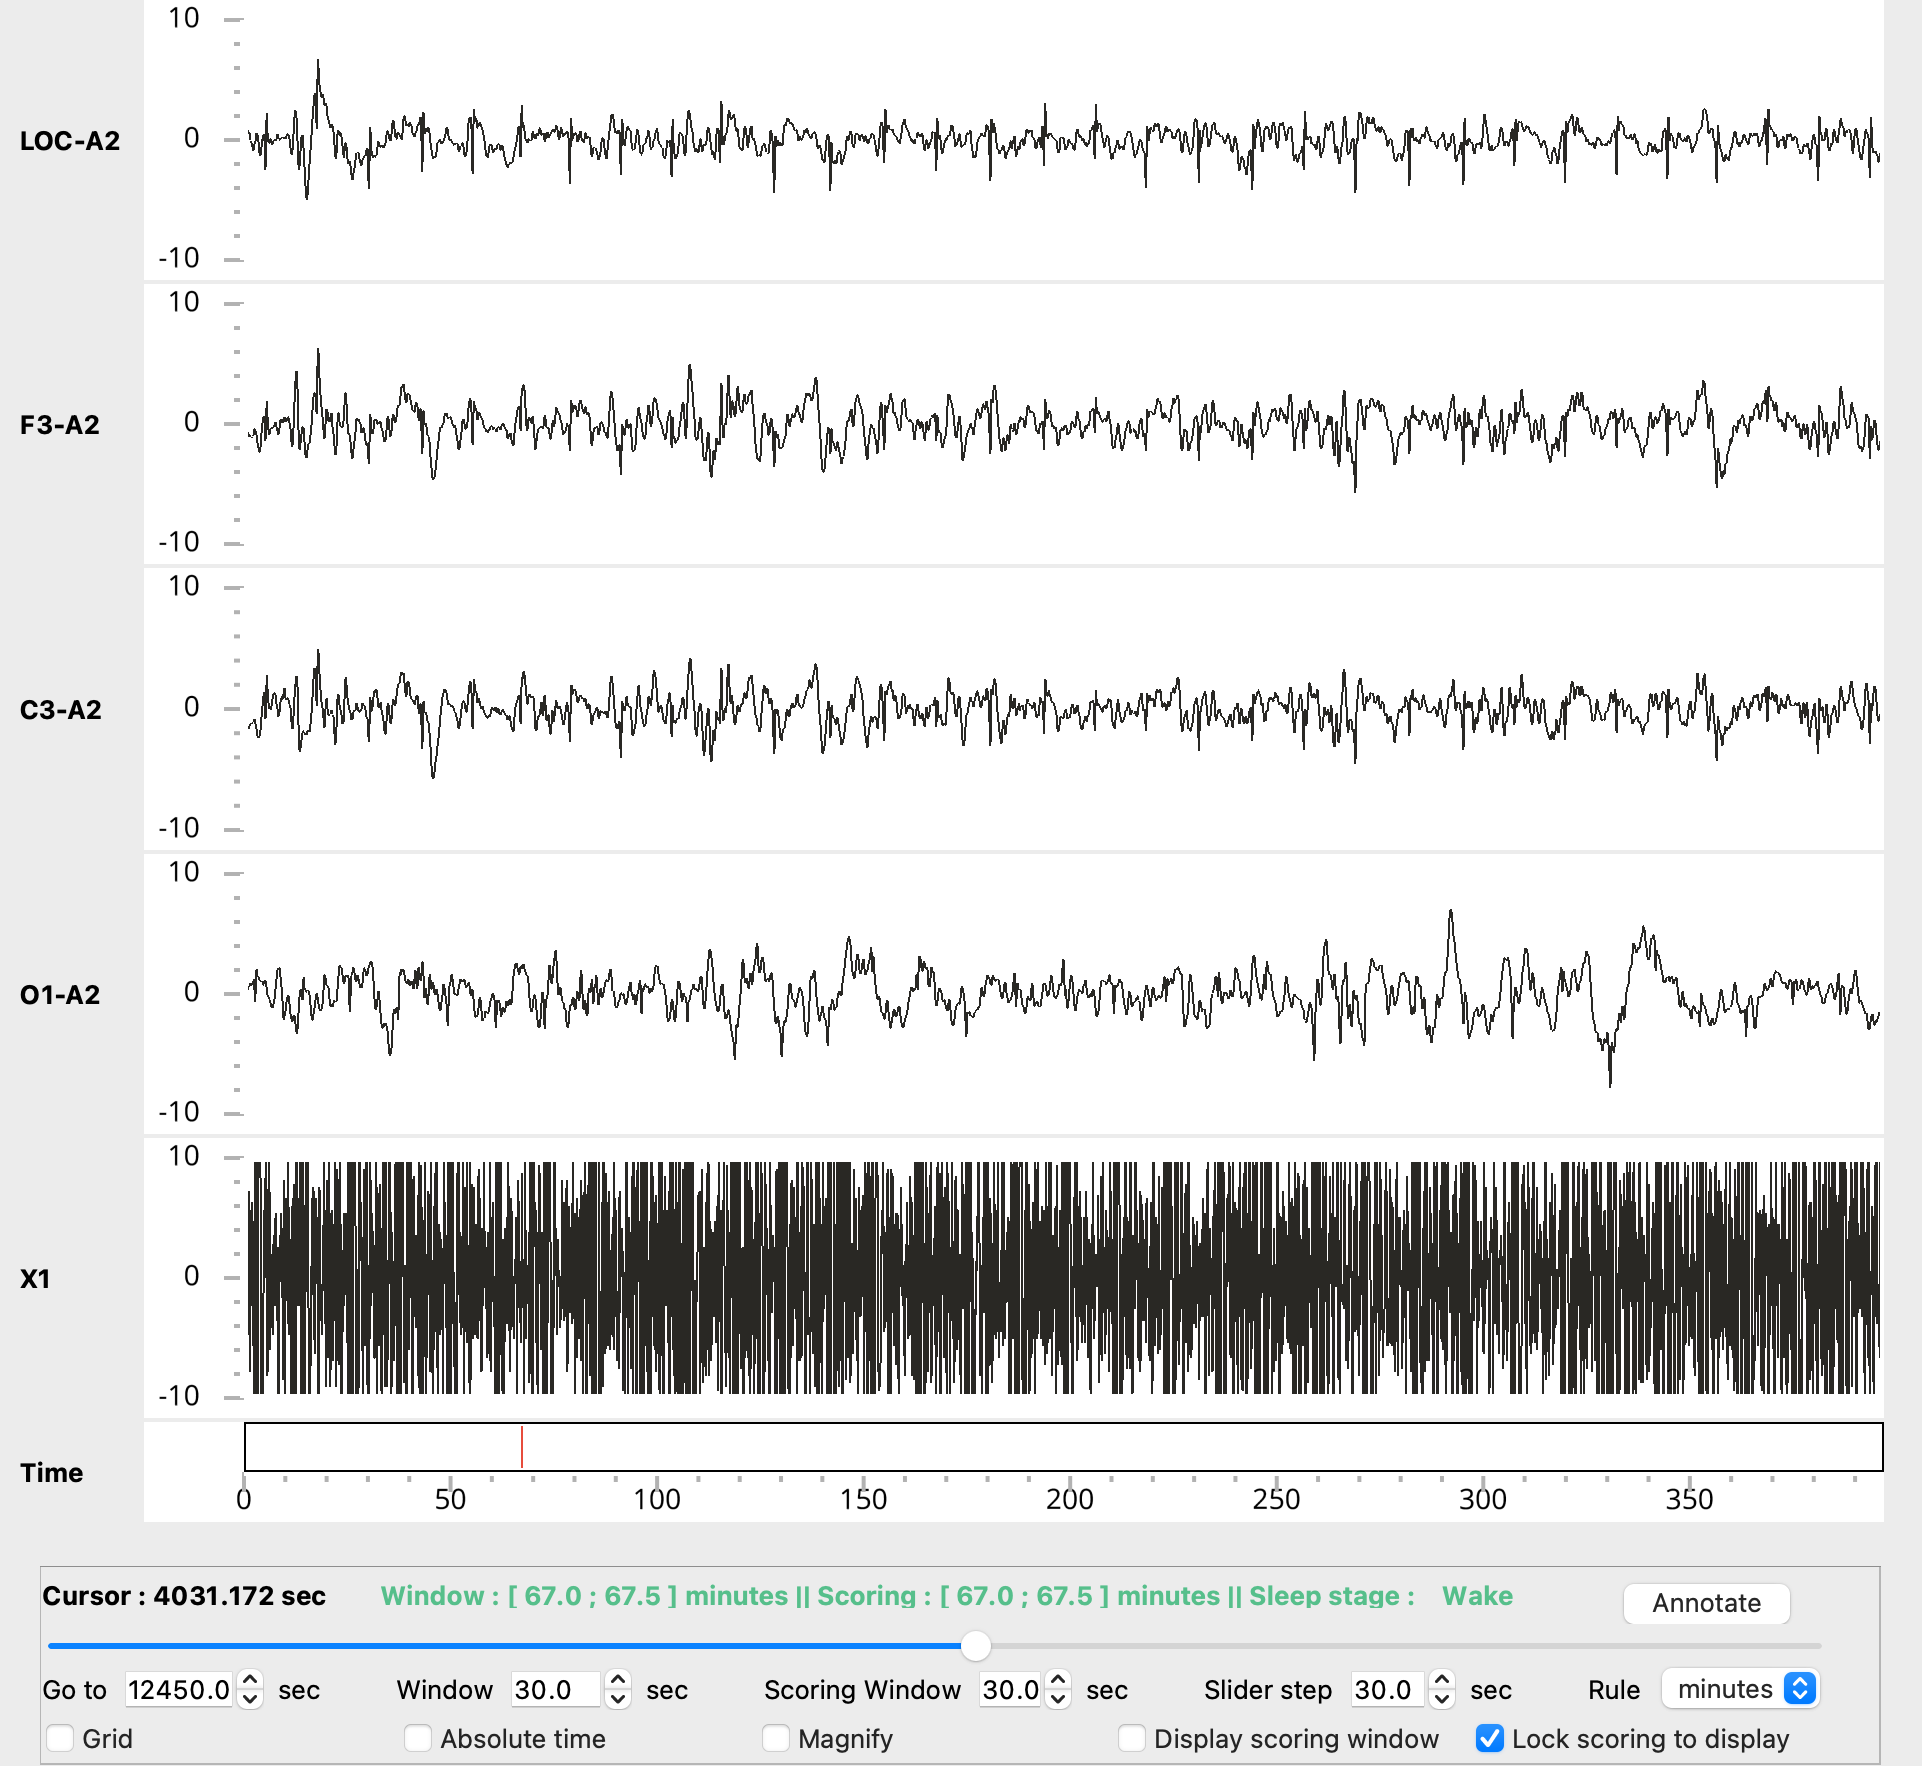 10
LOC-A2 0
-10
10
F3-A2 0
-10
10
C3-A2 0
-10
10
O1-A2 0
-10
10
X1 0
-10
Time
0 50 100 150 200 250 300 350
Cursor : 4031.172 sec Window : [ 67.0 ; 67.5 ] minutes || Scoring : [ 67.0 ; 67.5 ] minutes || Sleep stage : Wake Annotate
Go to 12450.0 sec Window 30.0 sec Scoring Window 30.0 sec Slider step 30.0 sec Rule minutes
Grid Absolute time Magnify Display scoring window Lock scoring to display